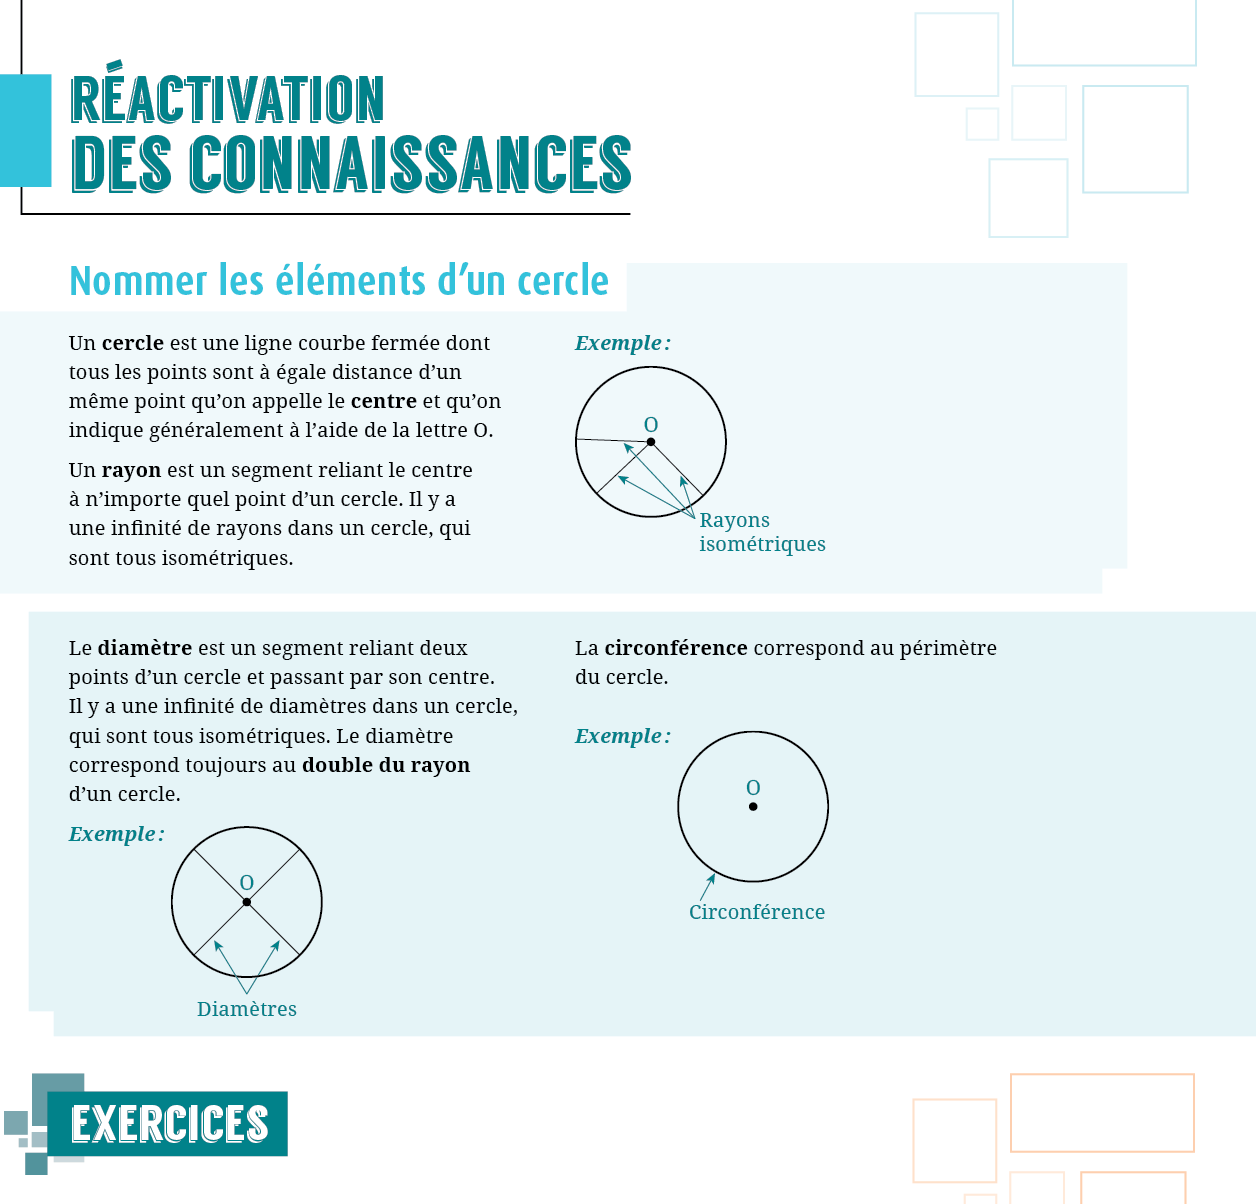 RÉACTIVATION
DES CONNAISSANCES
Nommer les éléments d’un cercle
Un cercle est une ligne courbe fermée dont
tous les points sont à égale distance d’un
même point qu’on appelle le centre et qu’on
indique généralement à l’aide de la lettre O.
Un rayon est un segment reliant le centre
à n’importe quel point d’un cercle. Il y a
une infinité de rayons dans un cercle, qui
sont tous isométriques.
Exemple :
O
Rayons
isométriques
Le diamètre est un segment reliant deux
points d’un cercle et passant par son centre.
Il y a une infinité de diamètres dans un cercle,
qui sont tous isométriques. Le diamètre
correspond toujours au double du rayon
d’un cercle.
Exemple :
O
Diamètres
La circonférence correspond au périmètre
du cercle.
Exemple :
O
Circonférence
EXERCICES